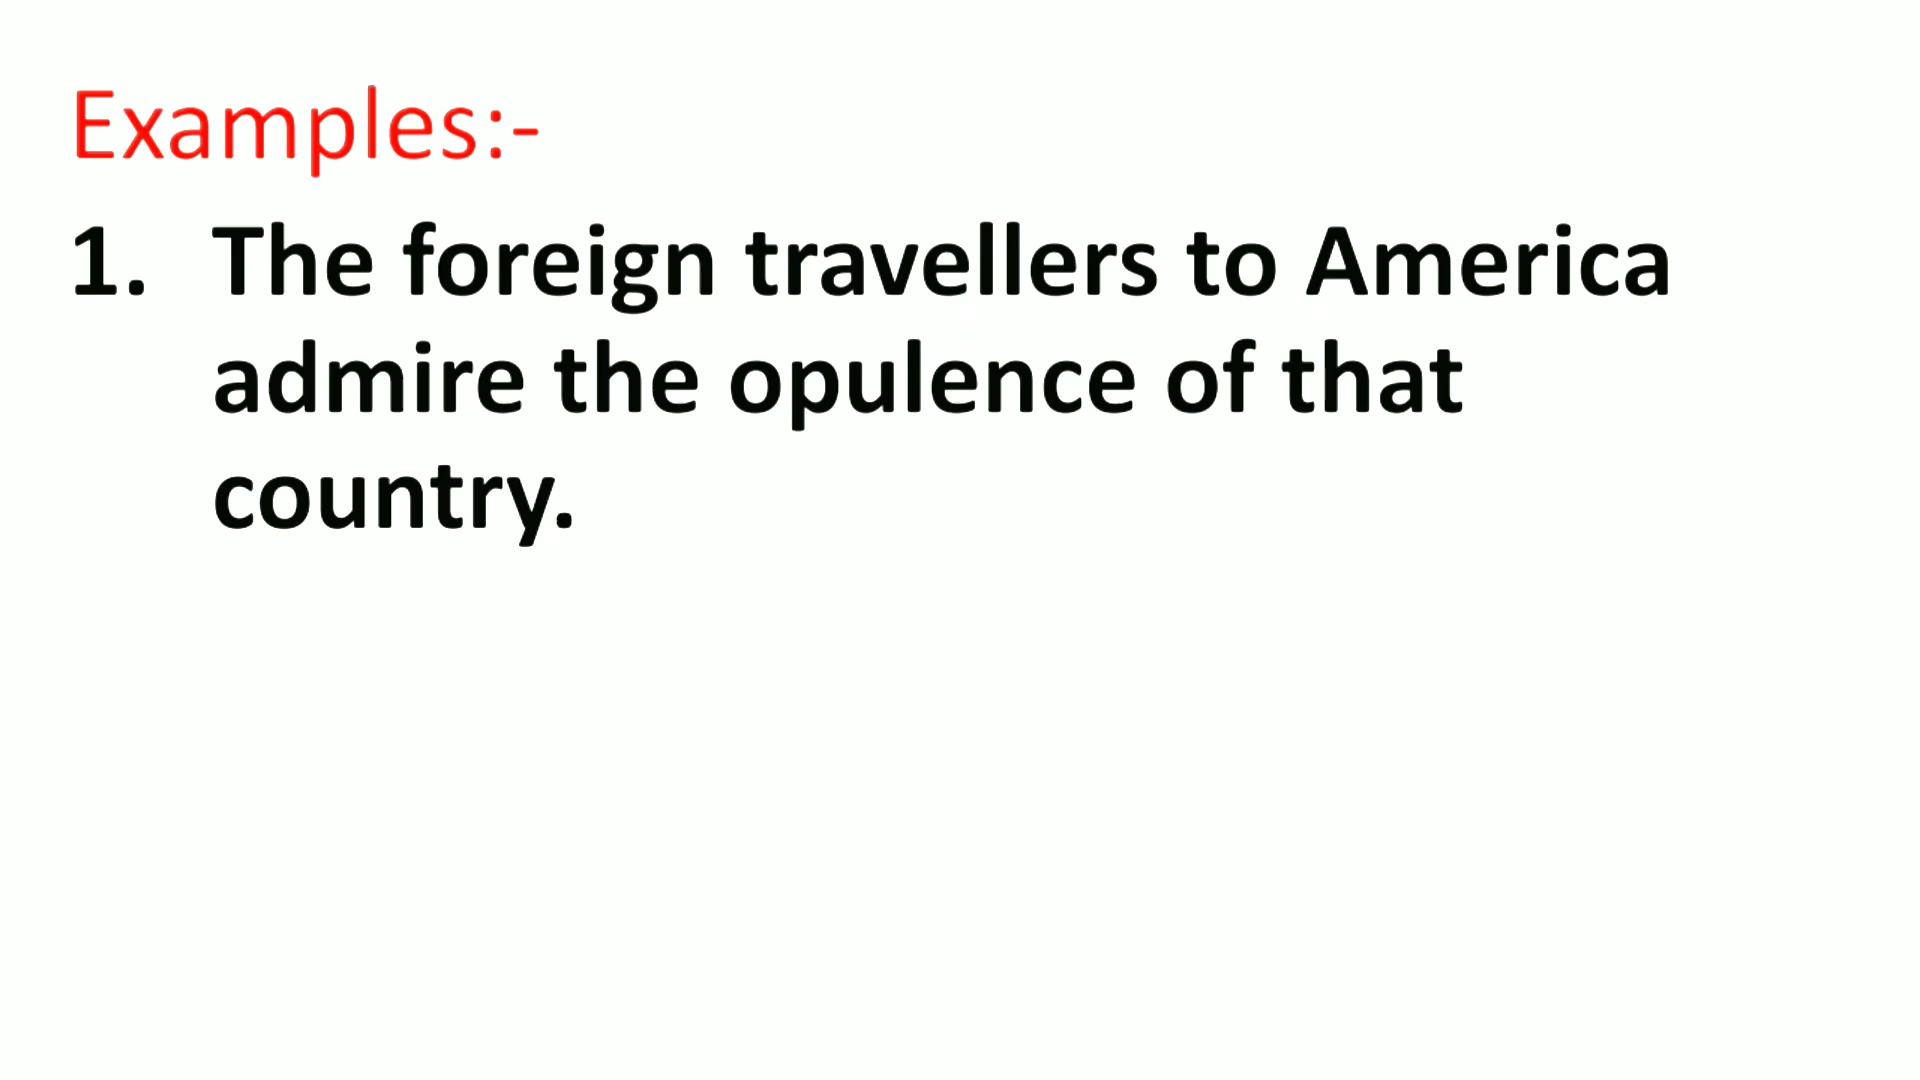 Examples:-
1. The foreign travellers to America
admire the opulence of that
country.